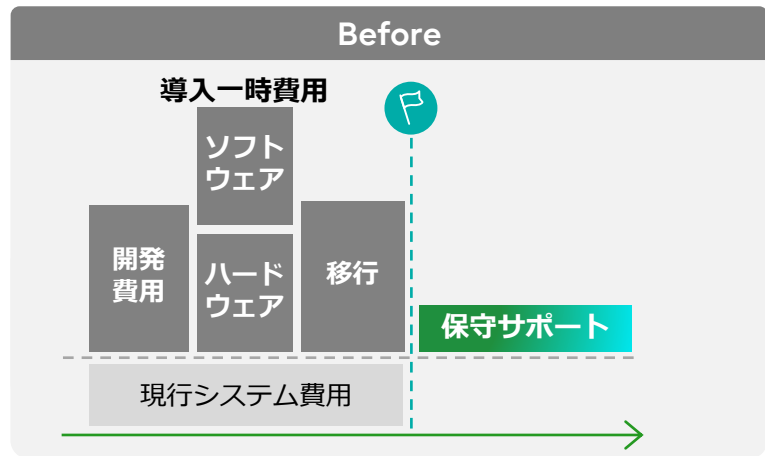 Before
導入一時費用
ソフト
ウェア
開発
費用
ハード
ウェア
移行
保守サポート
現行システム費用